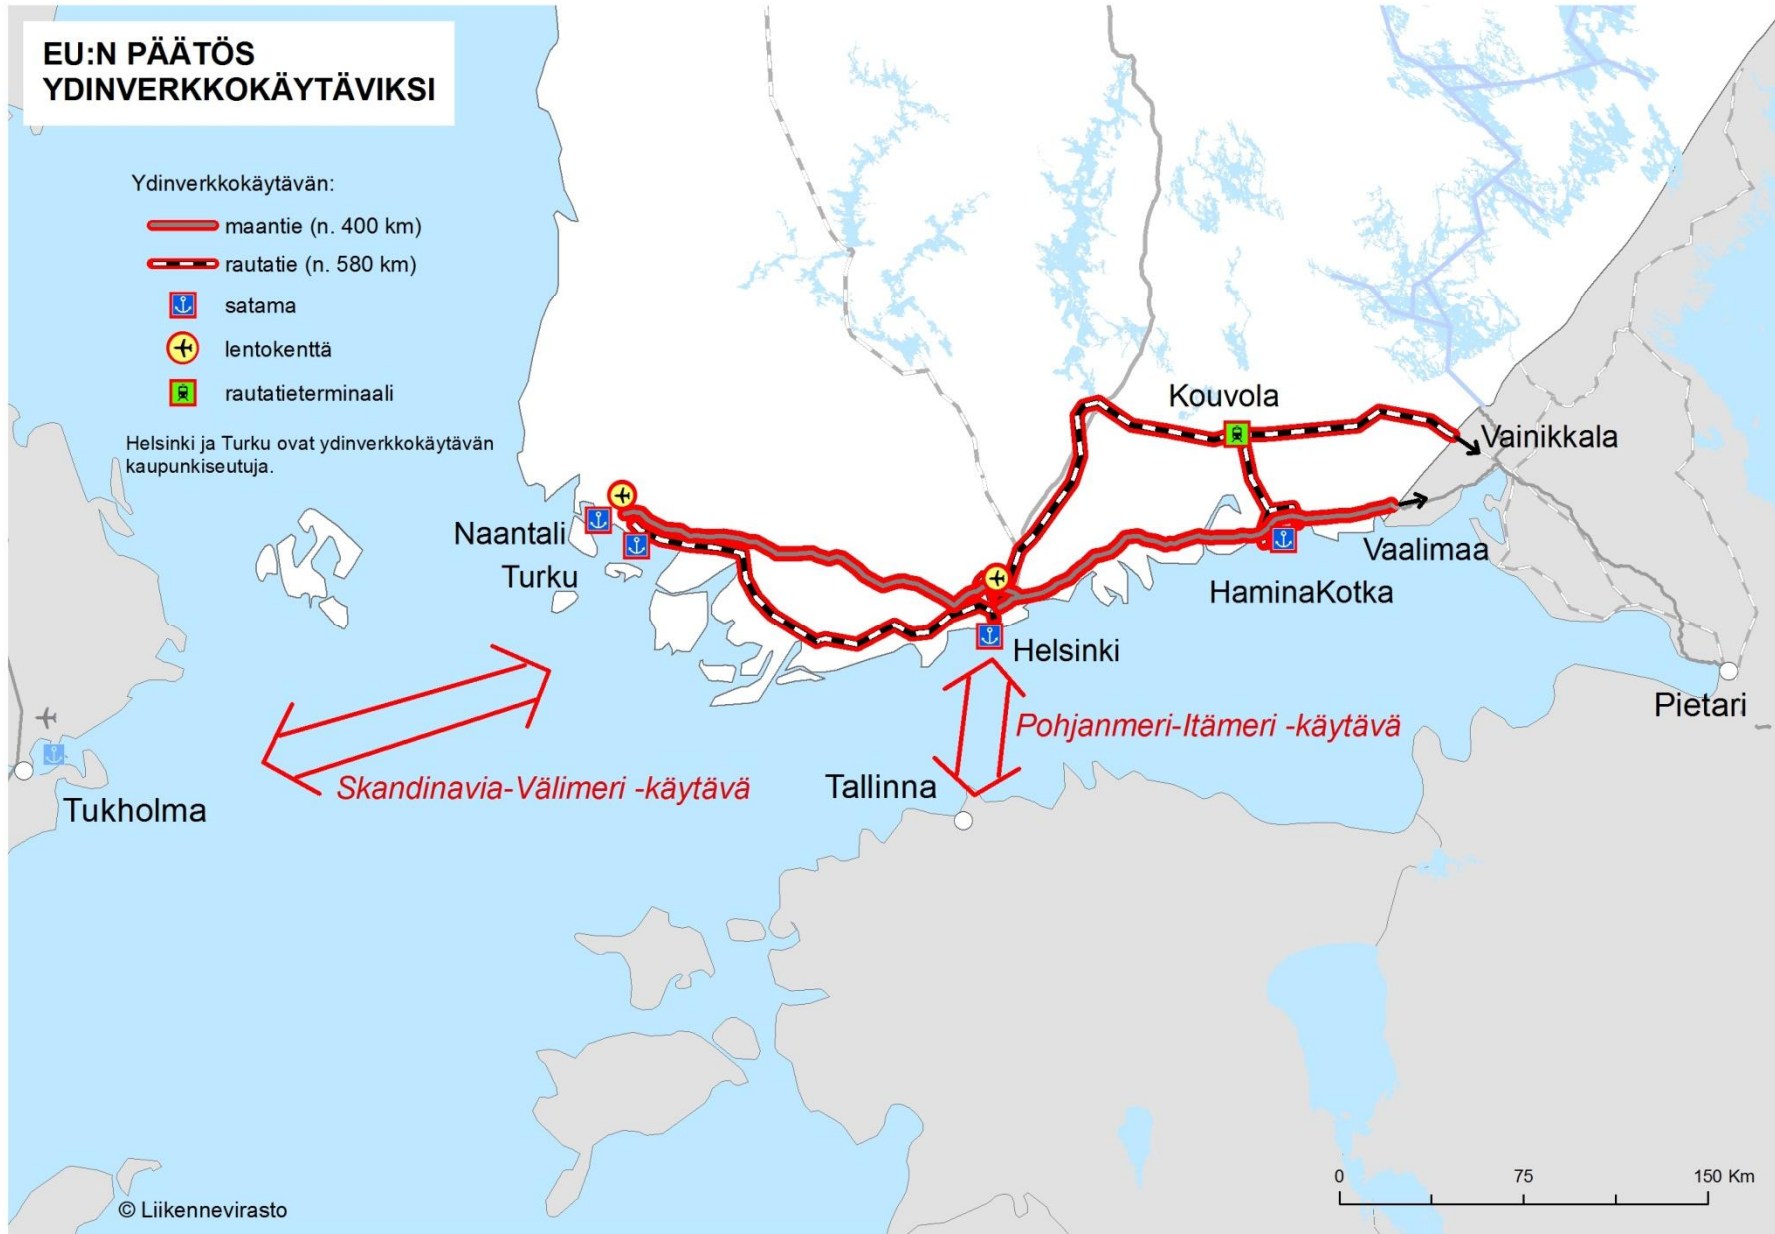 EU:N PÄÄTÖS
YDINVERKKOKÄYTÄVIKSI
Ydinverkkokäytävän:
maantie (n. 400 km)
rautatie (n. 580 km)
satama
lentokenttä
rautatieterminaali
Helsinki ja Turku ovat ydinverkkokäytävän
kaupunkiseutuja.
Kouvola
Vainikkala
Naantali
Turku
Vaalimaa
HaminaKotka
Helsinki
Pietari
Pohjanmeri-Itämeri -käytävä
Skandinavia-Välimeri -käytävä
Tallinna
Tukholma
0 75 150 Km
© Liikennevirasto